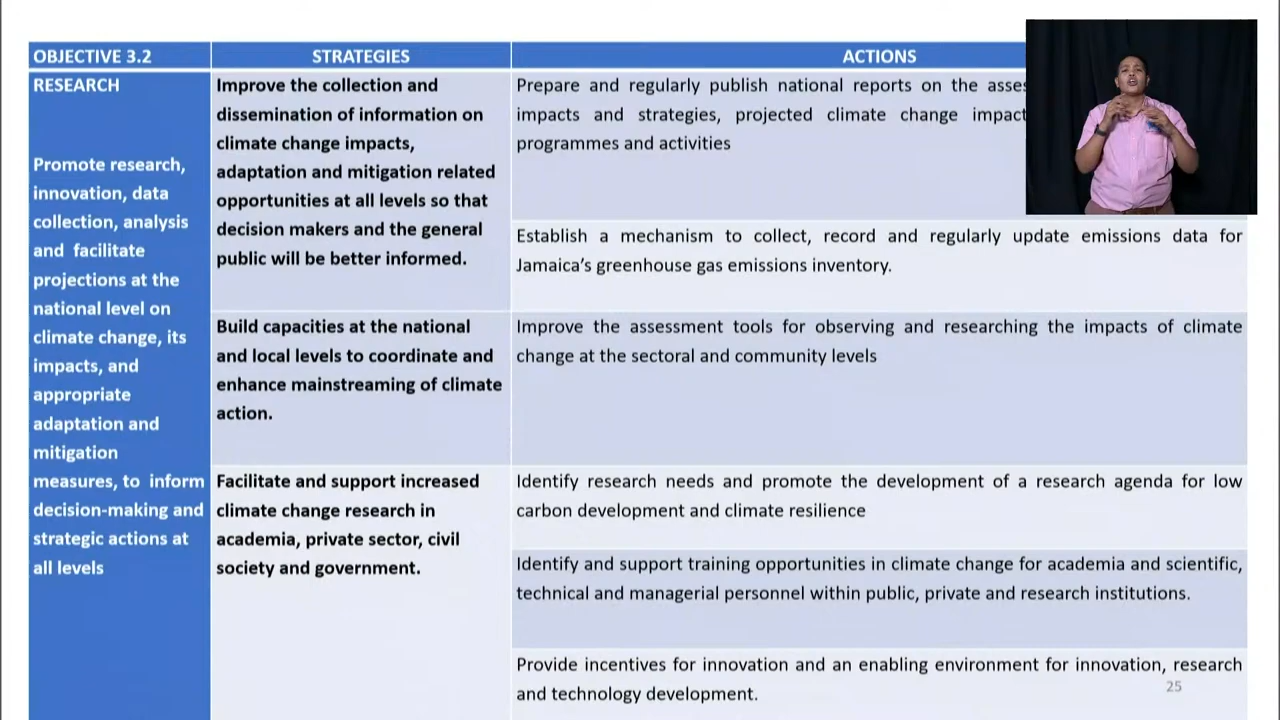 OBJECTIVE 3.2
STRATEGIES
ACTIONS
RESEARCH
Promote research,
innovation, data
collection, analysis
and facilitate
projections at the
national level on
climate change, its
impacts, and
appropriate
adaptation and
mitigation
measures, to inform
decision-making and
strategic actions at
all levels
Improve the collection and
dissemination of information on
climate change impacts,
adaptation and mitigation related
opportunities at all levels so that
decision makers and the general
public will be better informed.
Prepare and regularly publish national reports on the
impacts and strategies, projected climate change
programmes and activities
Establish a mechanism to collect, record and regularly update emissions data for
Jamaica's greenhouse gas emissions inventory.
Build capacities at the national
and local levels to coordinate and
enhance mainstreaming of climate
action.
Improve the assessment tools for observing and researching the impacts of climate
change at the sectoral and community levels
Facilitate and support increased
climate change research in
academia, private sector, civil
society and government.
Identify research needs and promote the development of a research agenda for low
carbon development and climate resilience
Identify and support training opportunities in climate change for academia and scientific,
technical and managerial personnel within public, private and research institutions.
Provide incentives for innovation and an enabling environment for innovation, research
and technology development.
25